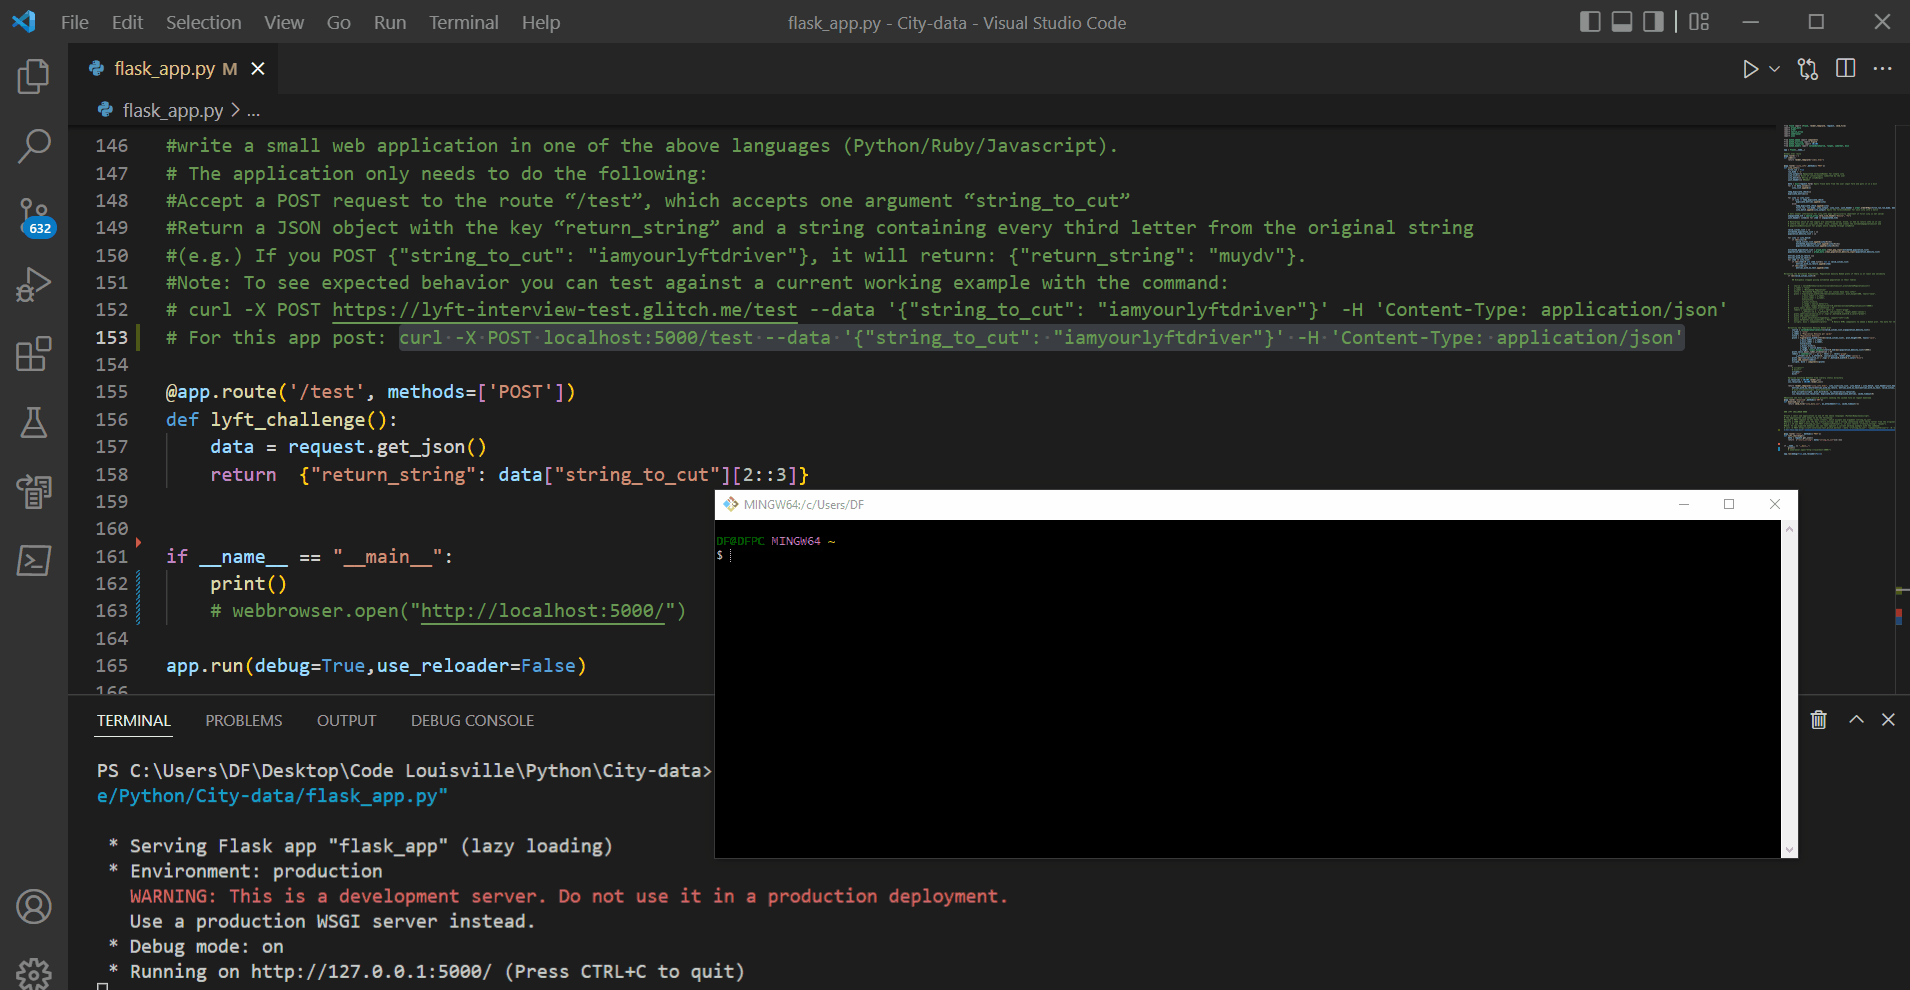 File Edit Selection View Go Run Terminal Help
flask_app.py - City-data - Visual Studio Code
flask_app.py M
flask_app.py > ...
632
146 #write a small web application in one of the above languages (Python/Ruby/Javascript).
147 # The application only needs to do the following:
148 #Accept a POST request to the route “/test”, which accepts one argument “string_to_cut”
149 #Return a JSON object with the key “return_string” and a string containing every third letter from the original string
150 #(e.g.) If you POST {"string_to_cut": "iamyourlyftdriver"}, it will return: {"return_string": "muydv"}.
151 #Note: To see expected behavior you can test against a current working example with the command:
152 # curl -X POST https://lyft-interview-test.glitch.me/test --data '{"string_to_cut": "iamyourlyftdriver"}' -H 'Content-Type: application/json'
153 # For this app post: curl -X POST localhost:5000/test --data '{"string_to_cut": "iamyourlyftdriver"}' -H 'Content-Type: application/json'
154
155 @app.route('/test', methods=['POST'])
156 def lyft_challenge():
157 data = request.get_json()
158 return {"return_string": data["string_to_cut"][2::3]}
159
160
161 if __name__ == "__main__":
162 print()
163 # webbrowser.open("http://localhost:5000/")
164
165 app.run(debug=True,use_reloader=False)
166
MINGW64:/c/Users/DF
DF@DFPC MINGW64 ~
$
TERMINAL PROBLEMS OUTPUT DEBUG CONSOLE
PS C:\Users\DF\Desktop\Code Louisville\Python\City-data>
e/Python/City-data/flask_app.py"
* Serving Flask app "flask_app" (lazy loading)
* Environment: production
WARNING: This is a development server. Do not use it in a production deployment.
Use a production WSGI server instead.
* Debug mode: on
* Running on http://127.0.0.1:5000/ (Press CTRL+C to quit)